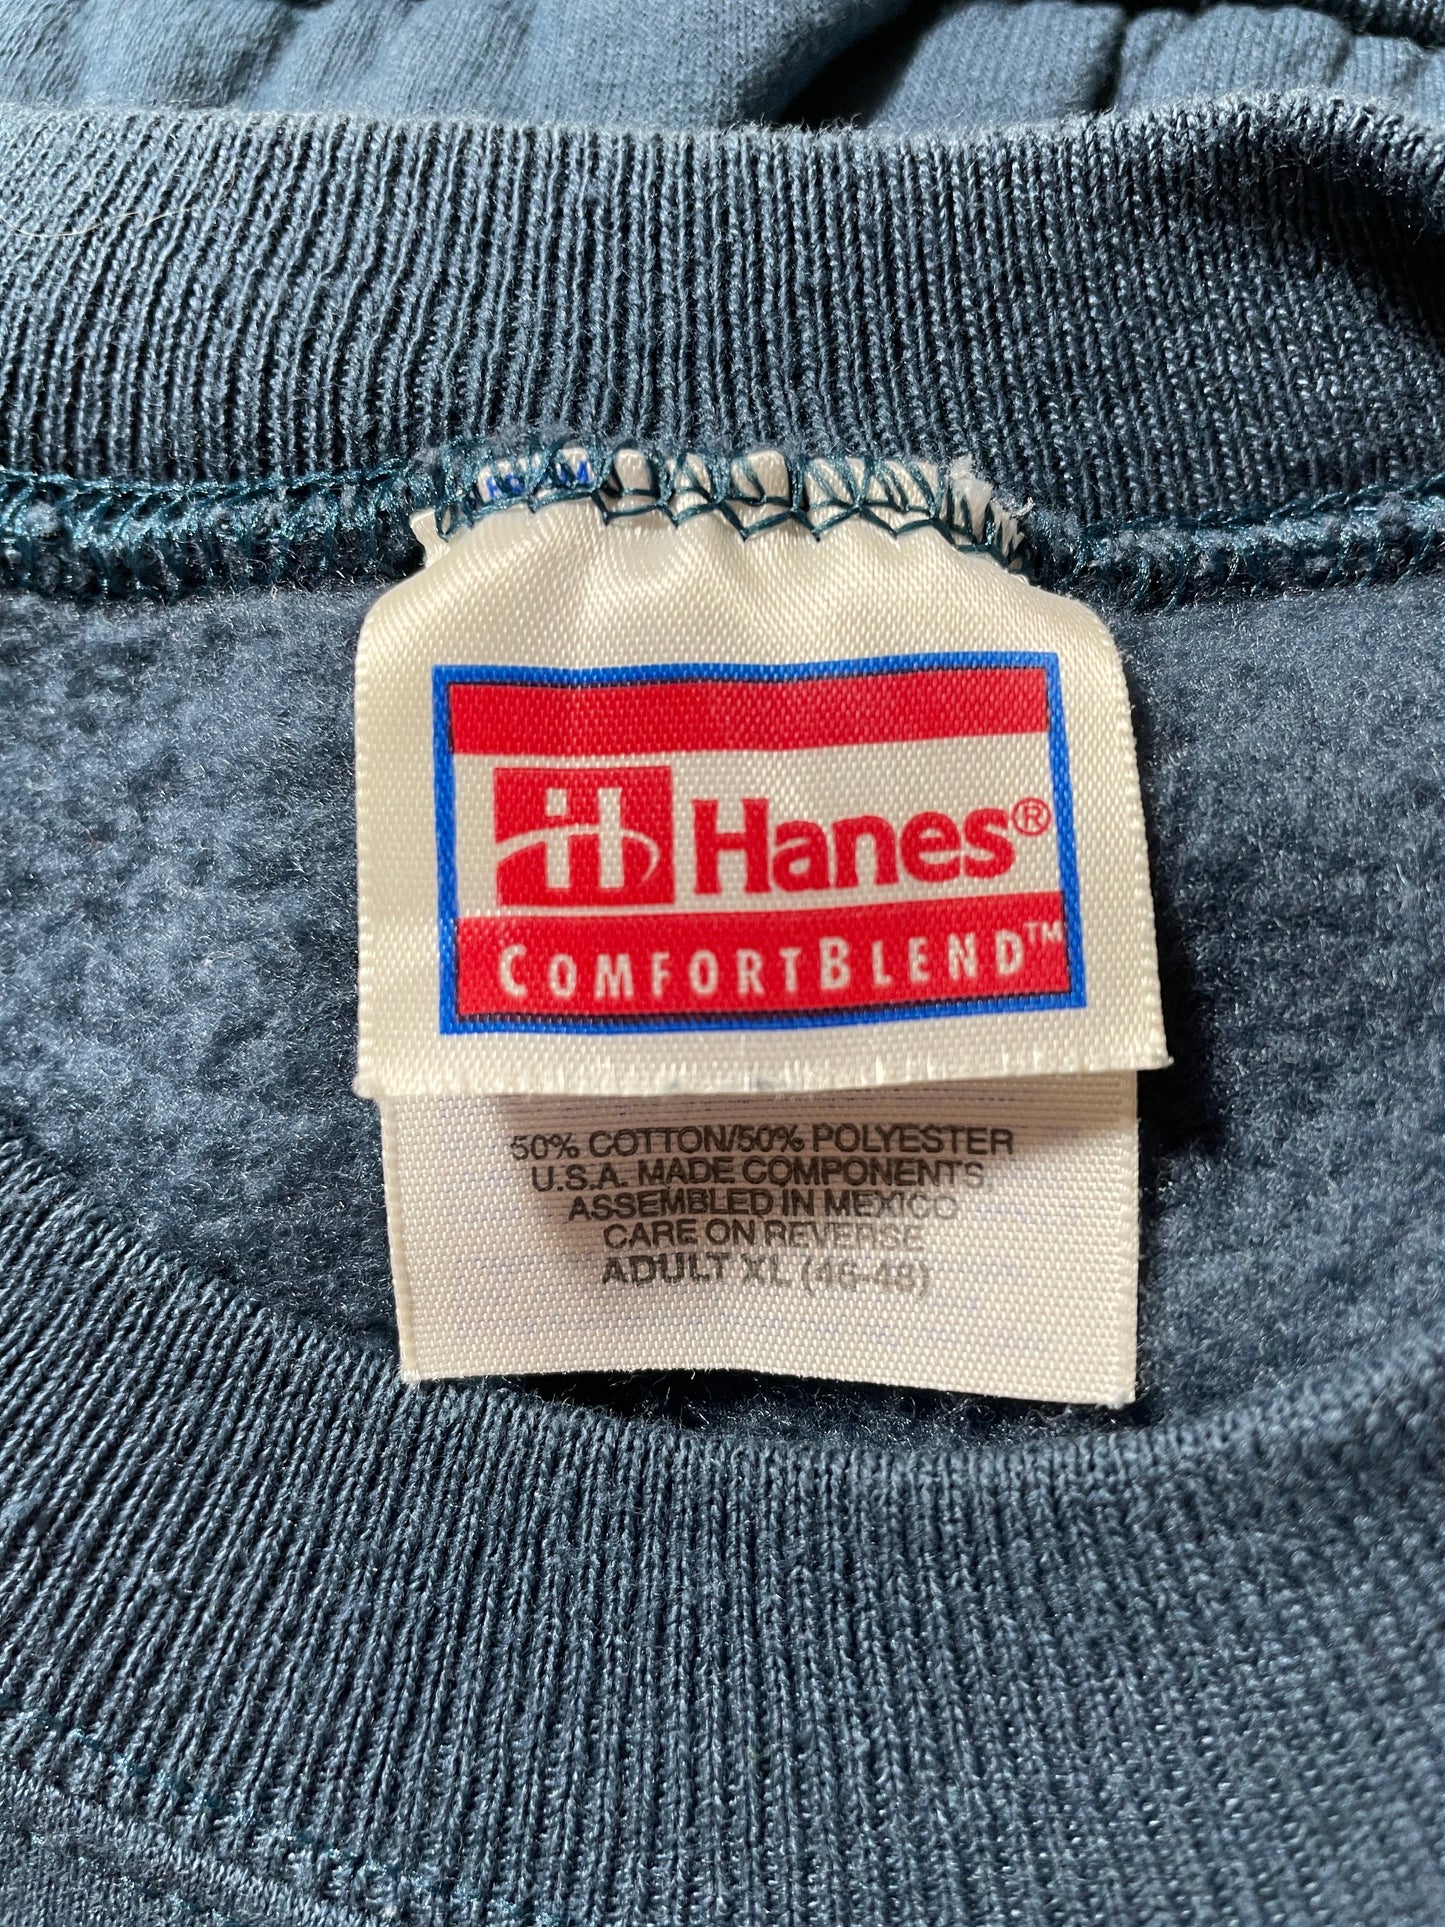 Hanes®
COMFORTBLEND™
50% COTTON/50% POLYESTER
U.S.A. MADE COMPONENTS
ASSEMBLED IN MEXICO
CARE ON REVERSE
ADULT XL (46-48)